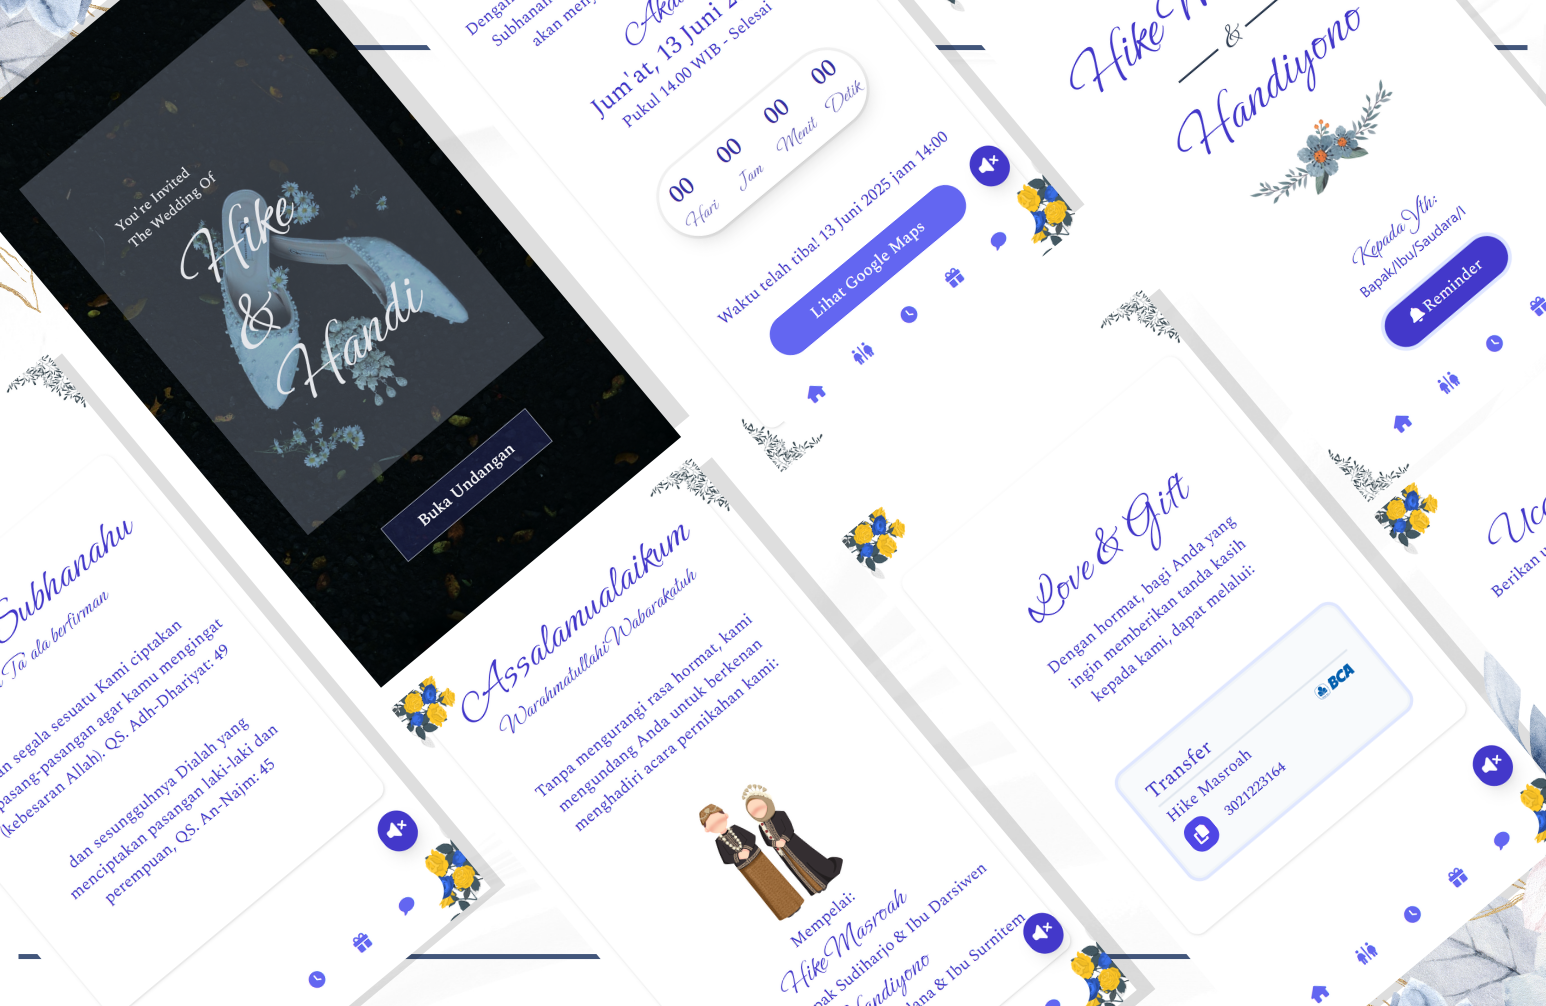 You're Invited
The Wedding Of
Hike
&
Handi
Buka Undangan
Subhanahu
Ta'ala berfirman
segala sesuatu Kami ciptakan
pasang-pasangan agar kamu mengingat
(kebesaran Allah). QS. Adh-Dhariyat: 49
dan sesungguhnya Dialah yang
menciptakan pasangan laki-laki dan
perempuan, QS. An-Najm: 45
Akad
Jum'at, 13 Juni 2
Pukul 14.00 WIB - Selesai
00 00 00 00
Hari Jam Menit Detik
Waktu telah tiba! 13 Juni 2025 jam 14:00
Lihat Google Maps
Assalamualaikum
Warahmatullahi Wabarakatuh
Tanpa mengurangi rasa hormat, kami
mengundang Anda untuk berkenan
menghadiri acara pernikahan kami:
Mempelai:
Hike Masroah
Sudiharjo & Ibu Darsiwen
Handiyono
& Ibu Surnitem
Hike
&
Handiyono
Kepada Yth:
Bapak/Ibu/Saudara/I
Reminder
Love & Gift
Dengan hormat, bagi Anda yang
ingin memberikan tanda kasih
kepada kami, dapat melalui:
BCA
Transfer
Hike Masroah
3021223164
Berikan